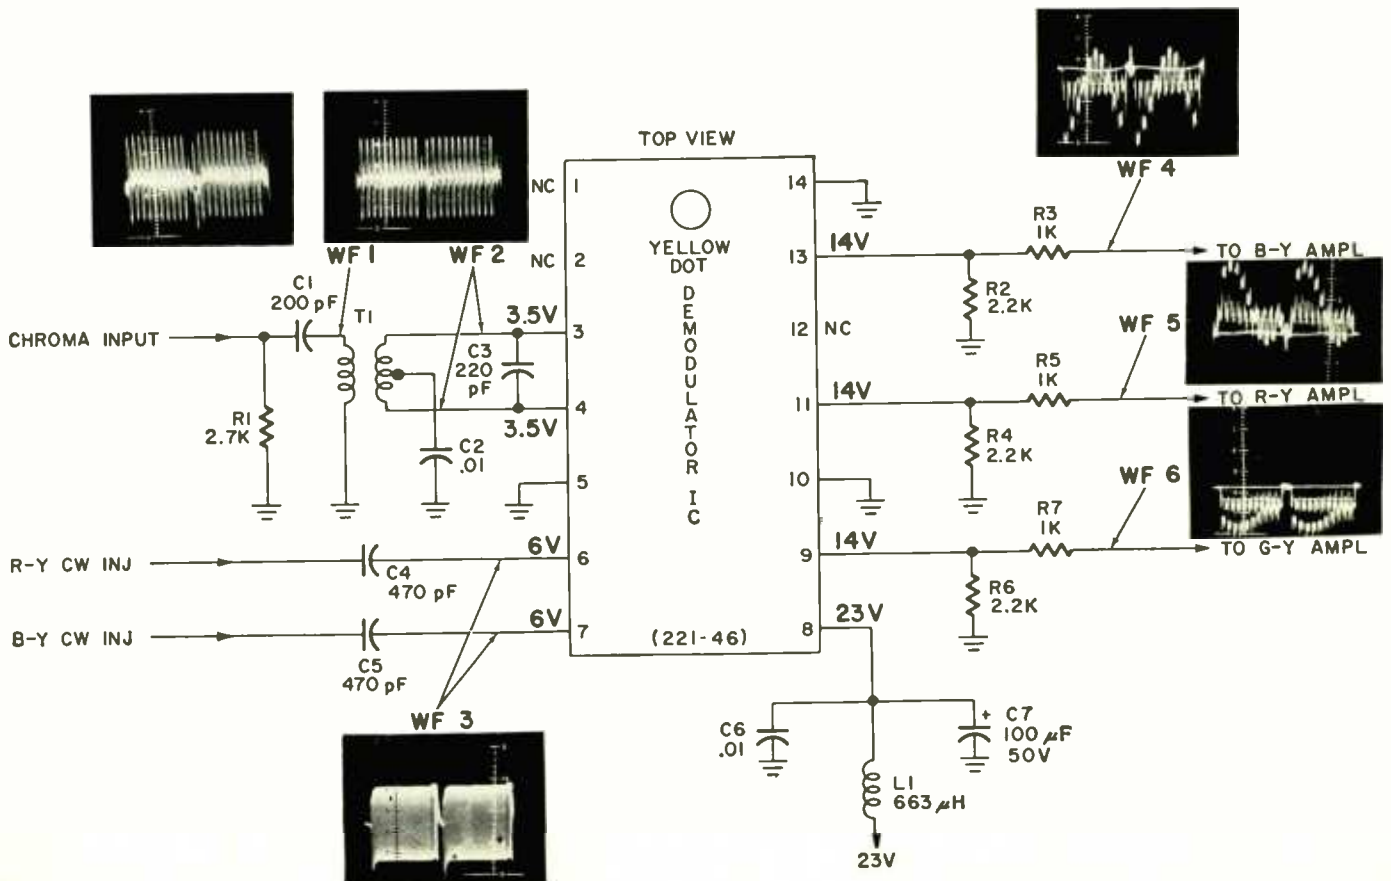 TOP VIEW
YELLOW
DOT
DEMODULATOR IC
(221-46)
NC 1
NC 2
3.5V 3
3.5V 4
5
6V 6
6V 7
14
13 14V
12 NC
11 14V
10
9 14V
8 23V
WF 1
WF 2
C1
200 pF
T1
CHROMA INPUT
R1
2.7K
C3
220
pF
C2
.01
R-Y CW INJ
C4
470 pF
B-Y CW INJ
C5
470 pF
WF 3
WF 4
R3
1K
TO B-Y AMPL
R2
2.2K
WF 5
R5
1K
TO R-Y AMPL
R4
2.2K
WF 6
R7
1K
TO G-Y AMPL
R6
2.2K
C6
.01
+ C7
100 µF
50V
L1
663 µH
23V